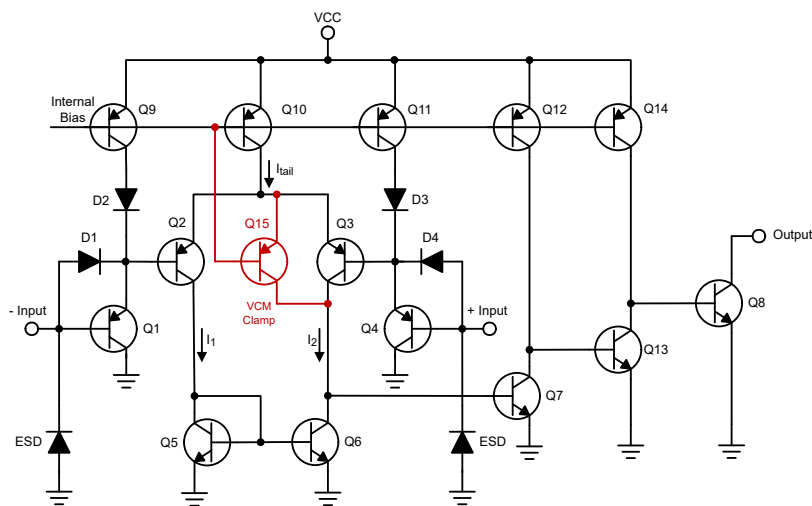 VCC
Internal
Bias
Q9
Q10
Q11
Q12
Q14
Itail
D2
D3
Q2
Q15
Q3
D1
D4
Output
- Input
Q1
VCM
Clamp
Q4
+ Input
Q8
I1
I2
Q13
Q7
ESD
Q5
Q6
ESD